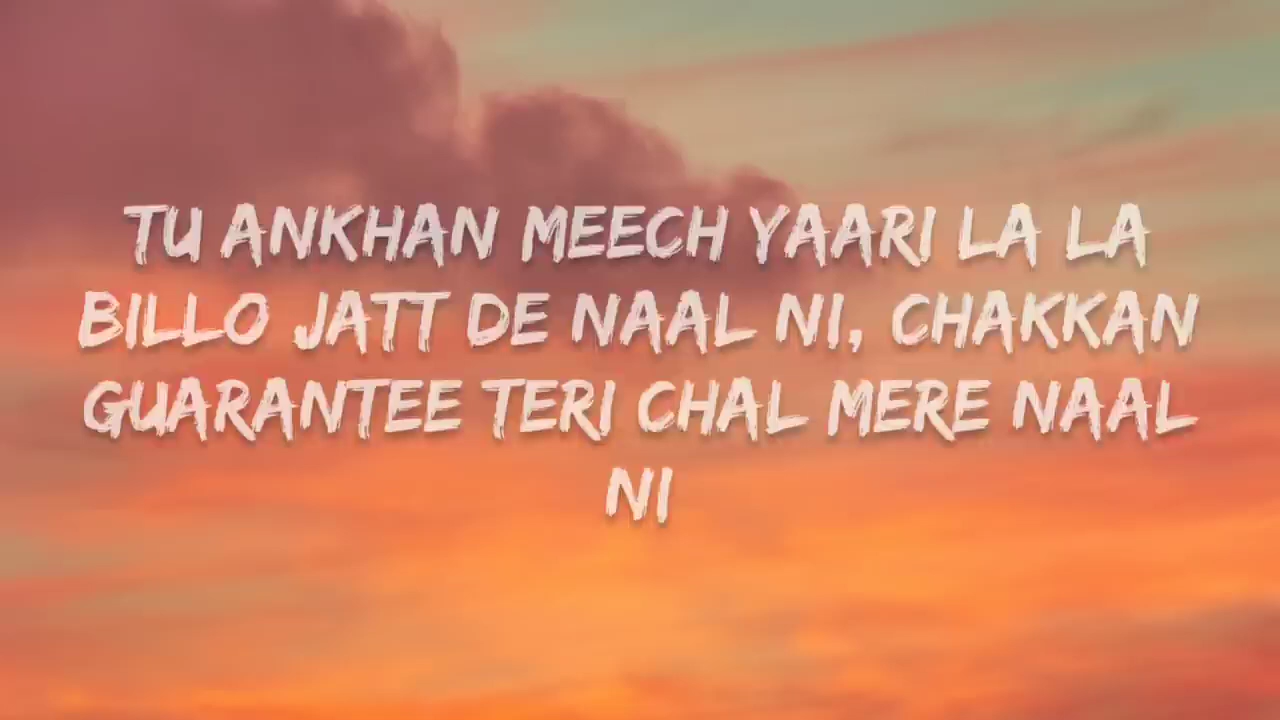 TU ANKHAN MEECH YAARI LA LA
BILLO JATT DE NAAL NI, CHAKKAN
GUARANTEE TERI CHAL MERE NAAL
NI